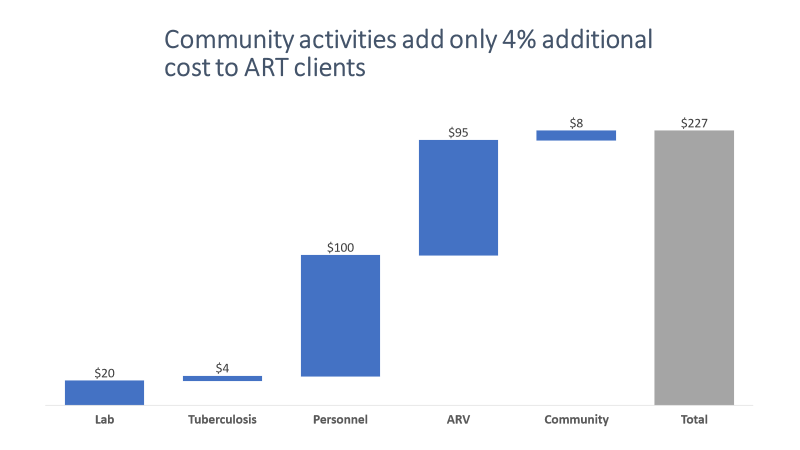 Community activities add only 4% additional
cost to ART clients
$20
$4
$100
$95
$8
$227
Lab
Tuberculosis
Personnel
ARV
Community
Total